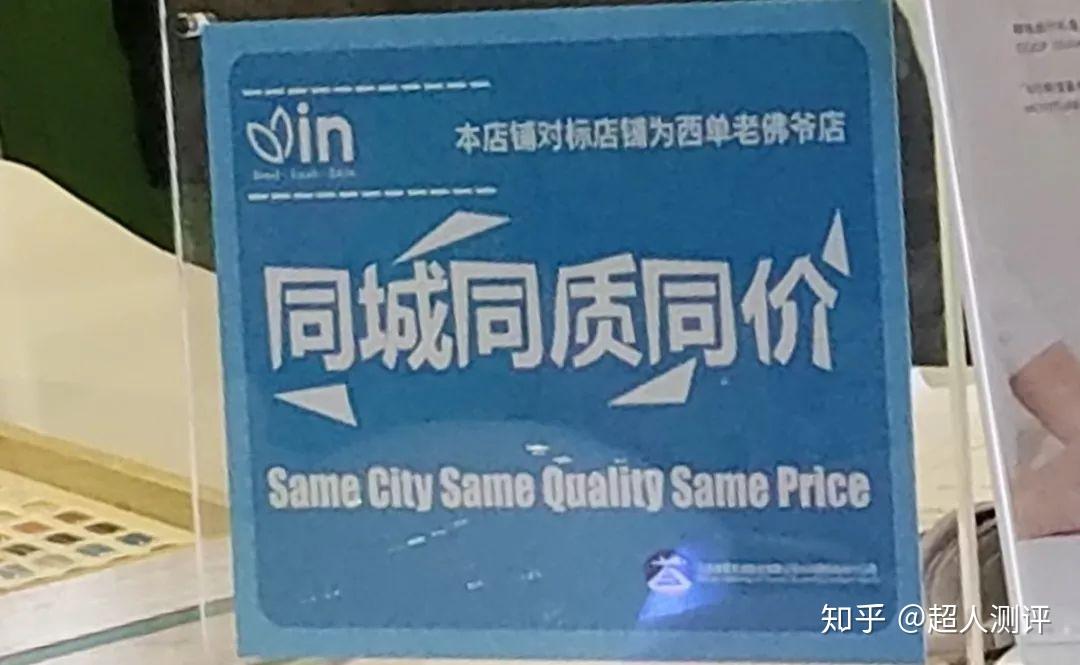 in
本店铺对标店铺为西单老佛爷店
同城同质同价
Same City Same Quality Same Price
知乎 @超人测评